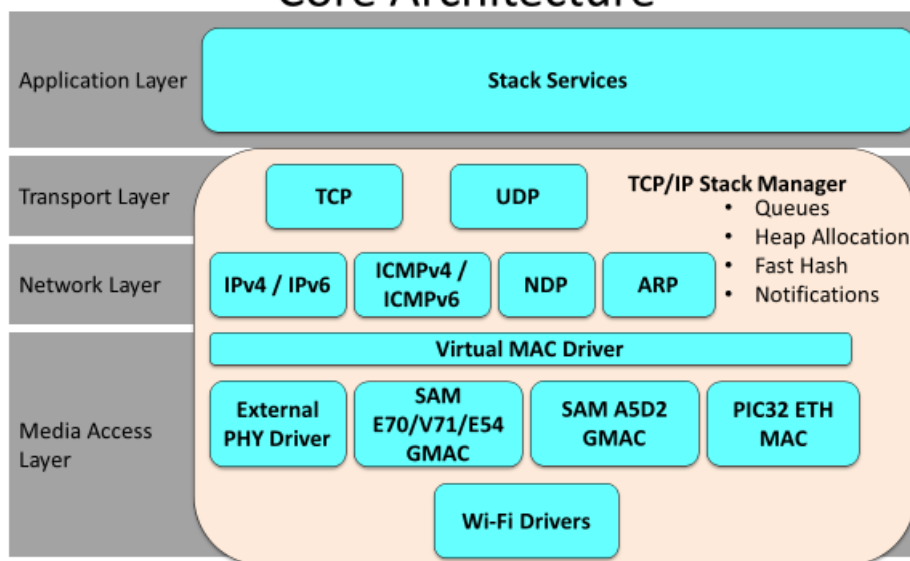 Core Architecture
Application Layer
Stack Services
Transport Layer
TCP
UDP
TCP/IP Stack Manager
• Queues
• Heap Allocation
• Fast Hash
• Notifications
Network Layer
IPv4 / IPv6
ICMPv4 /
ICMPv6
NDP
ARP
Media Access
Layer
Virtual MAC Driver
External
PHY Driver
SAM
E70/V71/E54
GMAC
SAM A5D2
GMAC
PIC32 ETH
MAC
Wi-Fi Drivers